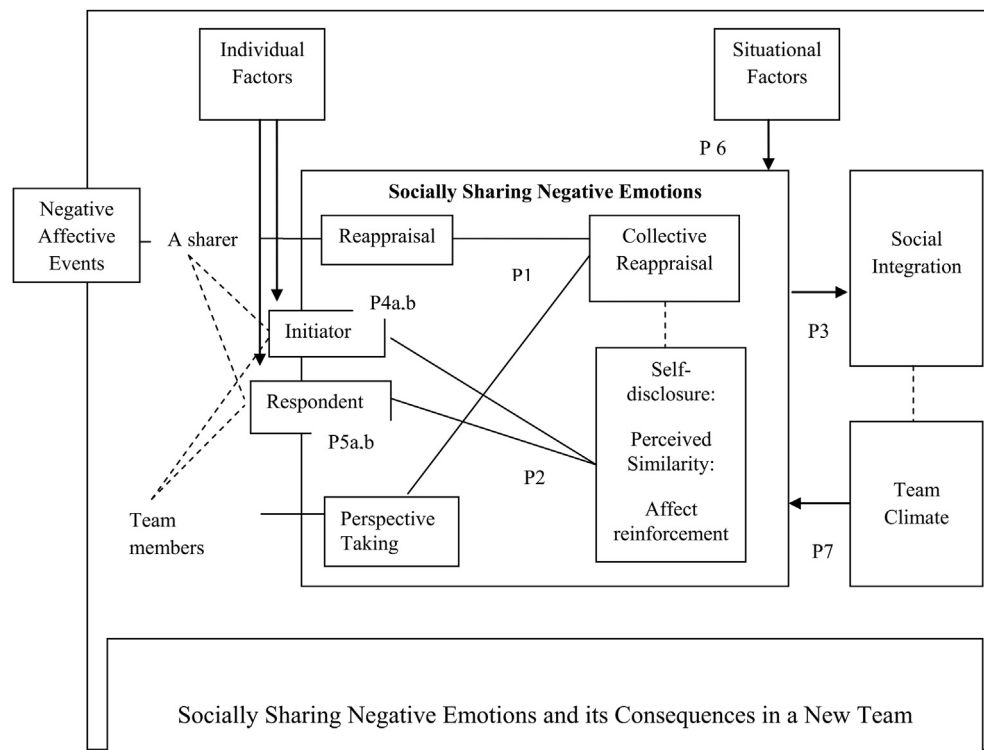 Individual
Factors
Situational
Factors
P 6
Socially Sharing Negative Emotions
Negative
Affective
Events
A sharer
Reappraisal
Collective
Reappraisal
Social
Integration
P1
P4a.b
Initiator
P3
Respondent
Self-
disclosure:
P5a.b
Perceived
Similarity:
P2
Affect
reinforcement
Team
members
Perspective
Taking
Team
Climate
P7
Socially Sharing Negative Emotions and its Consequences in a New Team